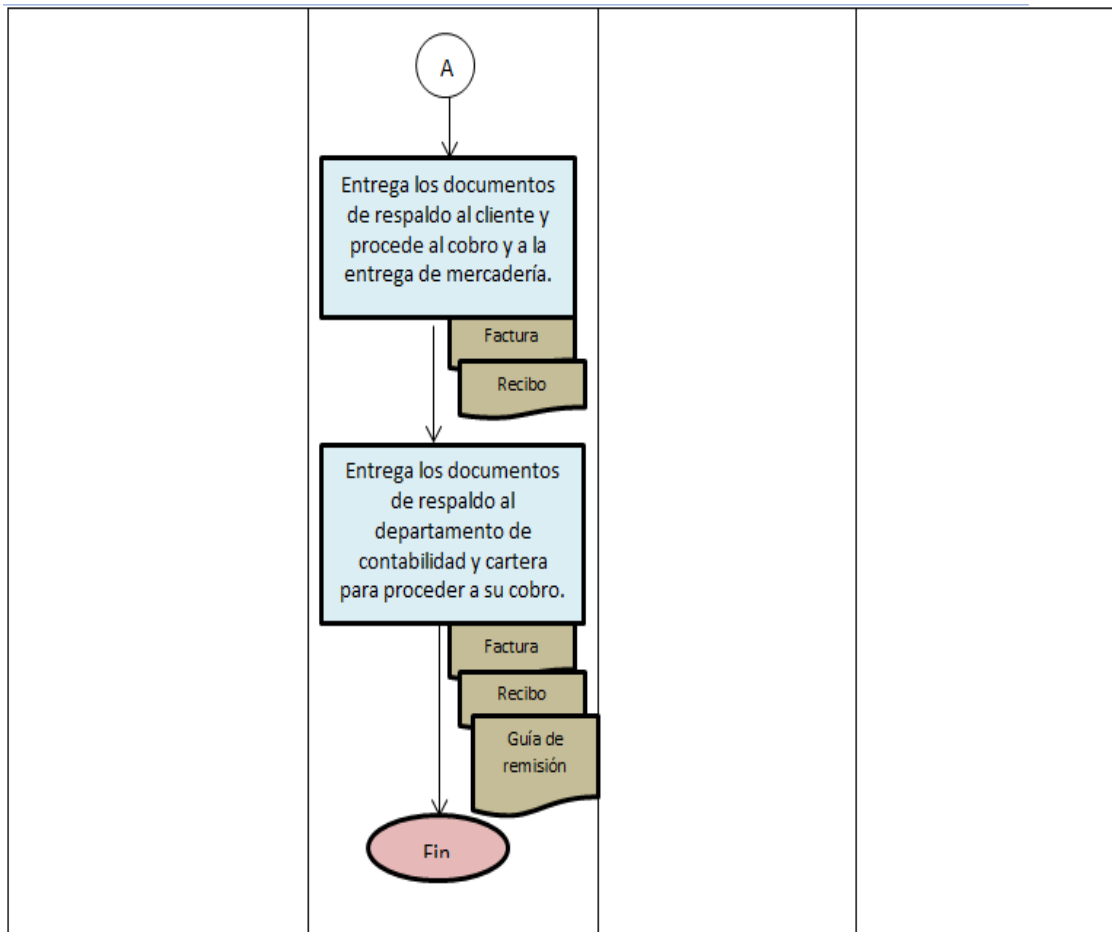 A
Entrega los documentos
de respaldo al cliente y
procede al cobro y a la
entrega de mercadería.
Factura
Recibo
Entrega los documentos
de respaldo al
departamento de
contabilidad y cartera
para proceder a su cobro.
Factura
Recibo
Guía de
remisión
Fin